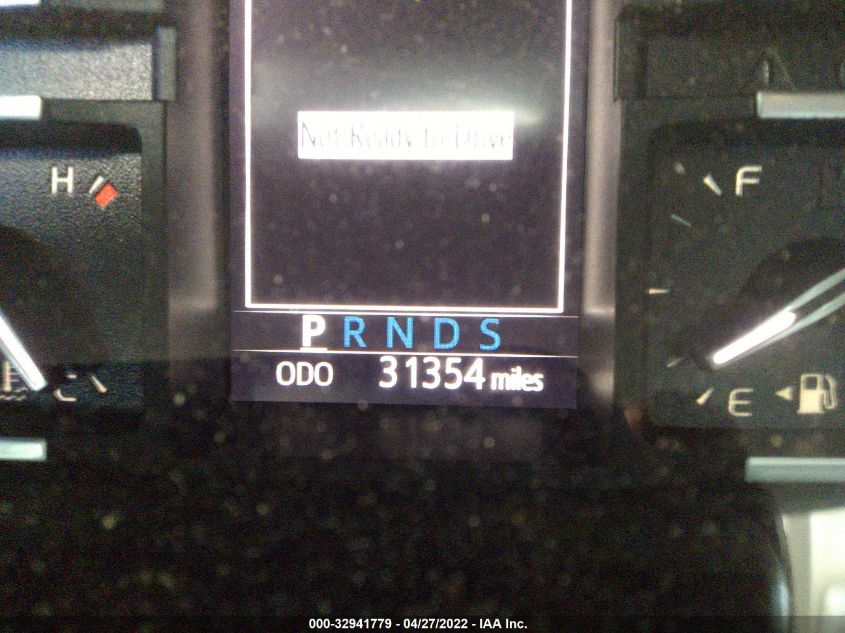 Not Ready to Drive
H
F
P R N D S
C
E
ODO 31354 miles
000-32941779 - 04/27/2022 - IAA Inc.